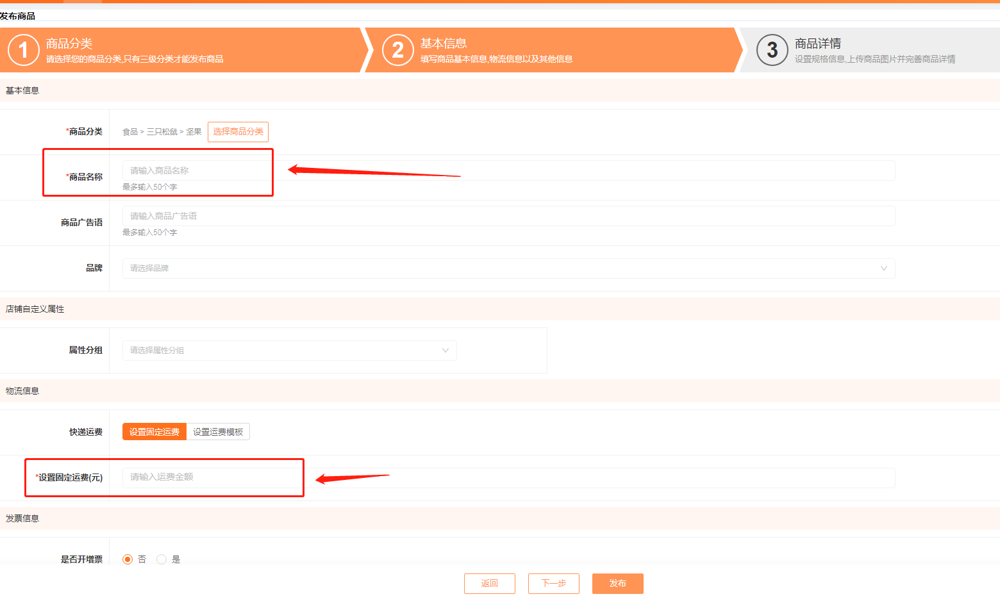 发布商品
1 商品分类
请选择您的商品分类,只有三级分类才能发布商品
2 基本信息
填写商品基本信息,物流信息以及其他信息
3 商品详情
设置规格信息,上传商品图片并完善商品详情
基本信息
*商品分类 食品 > 三只松鼠 > 坚果 选择商品分类
*商品名称 请输入商品名称
最多输入50个字
商品广告语 请输入商品广告语
最多输入50个字
品牌 请选择品牌
店铺自定义属性
属性分组 请选择属性分组
物流信息
快递运费 设置固定运费 设置运费模板
*设置固定运费(元) 请输入运费金额
发票信息
是否开增票 否 是
返回 下一步 发布